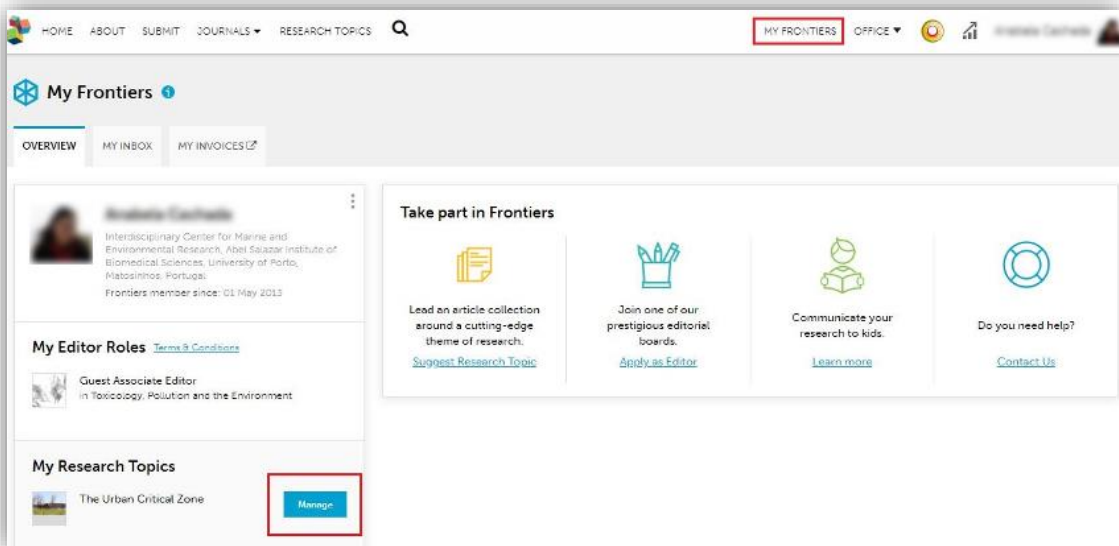 HOME ABOUT SUBMIT JOURNALS RESEARCH TOPICS MY FRONTIERS OFFICE
My Frontiers
OVERVIEW MY INBOX MY INVOICES
Interdisciplinary Center for Marine and
Environmental Research, Abel Salazar Institute of
Biomedical Sciences, University of Porto,
Matosinhos, Portugal
Frontiers member since: 01 May 2013
My Editor Roles Terms & Conditions
Guest Associate Editor
in Toxicology, Pollution and the Environment
My Research Topics
The Urban Critical Zone
Manage
Take part in Frontiers
Lead an article collection
around a cutting-edge
theme of research.
Suggest Research Topic
Join one of our
prestigious editorial
boards.
Apply as Editor
Communicate your
research to kids.
Learn more
Do you need help?
Contact Us